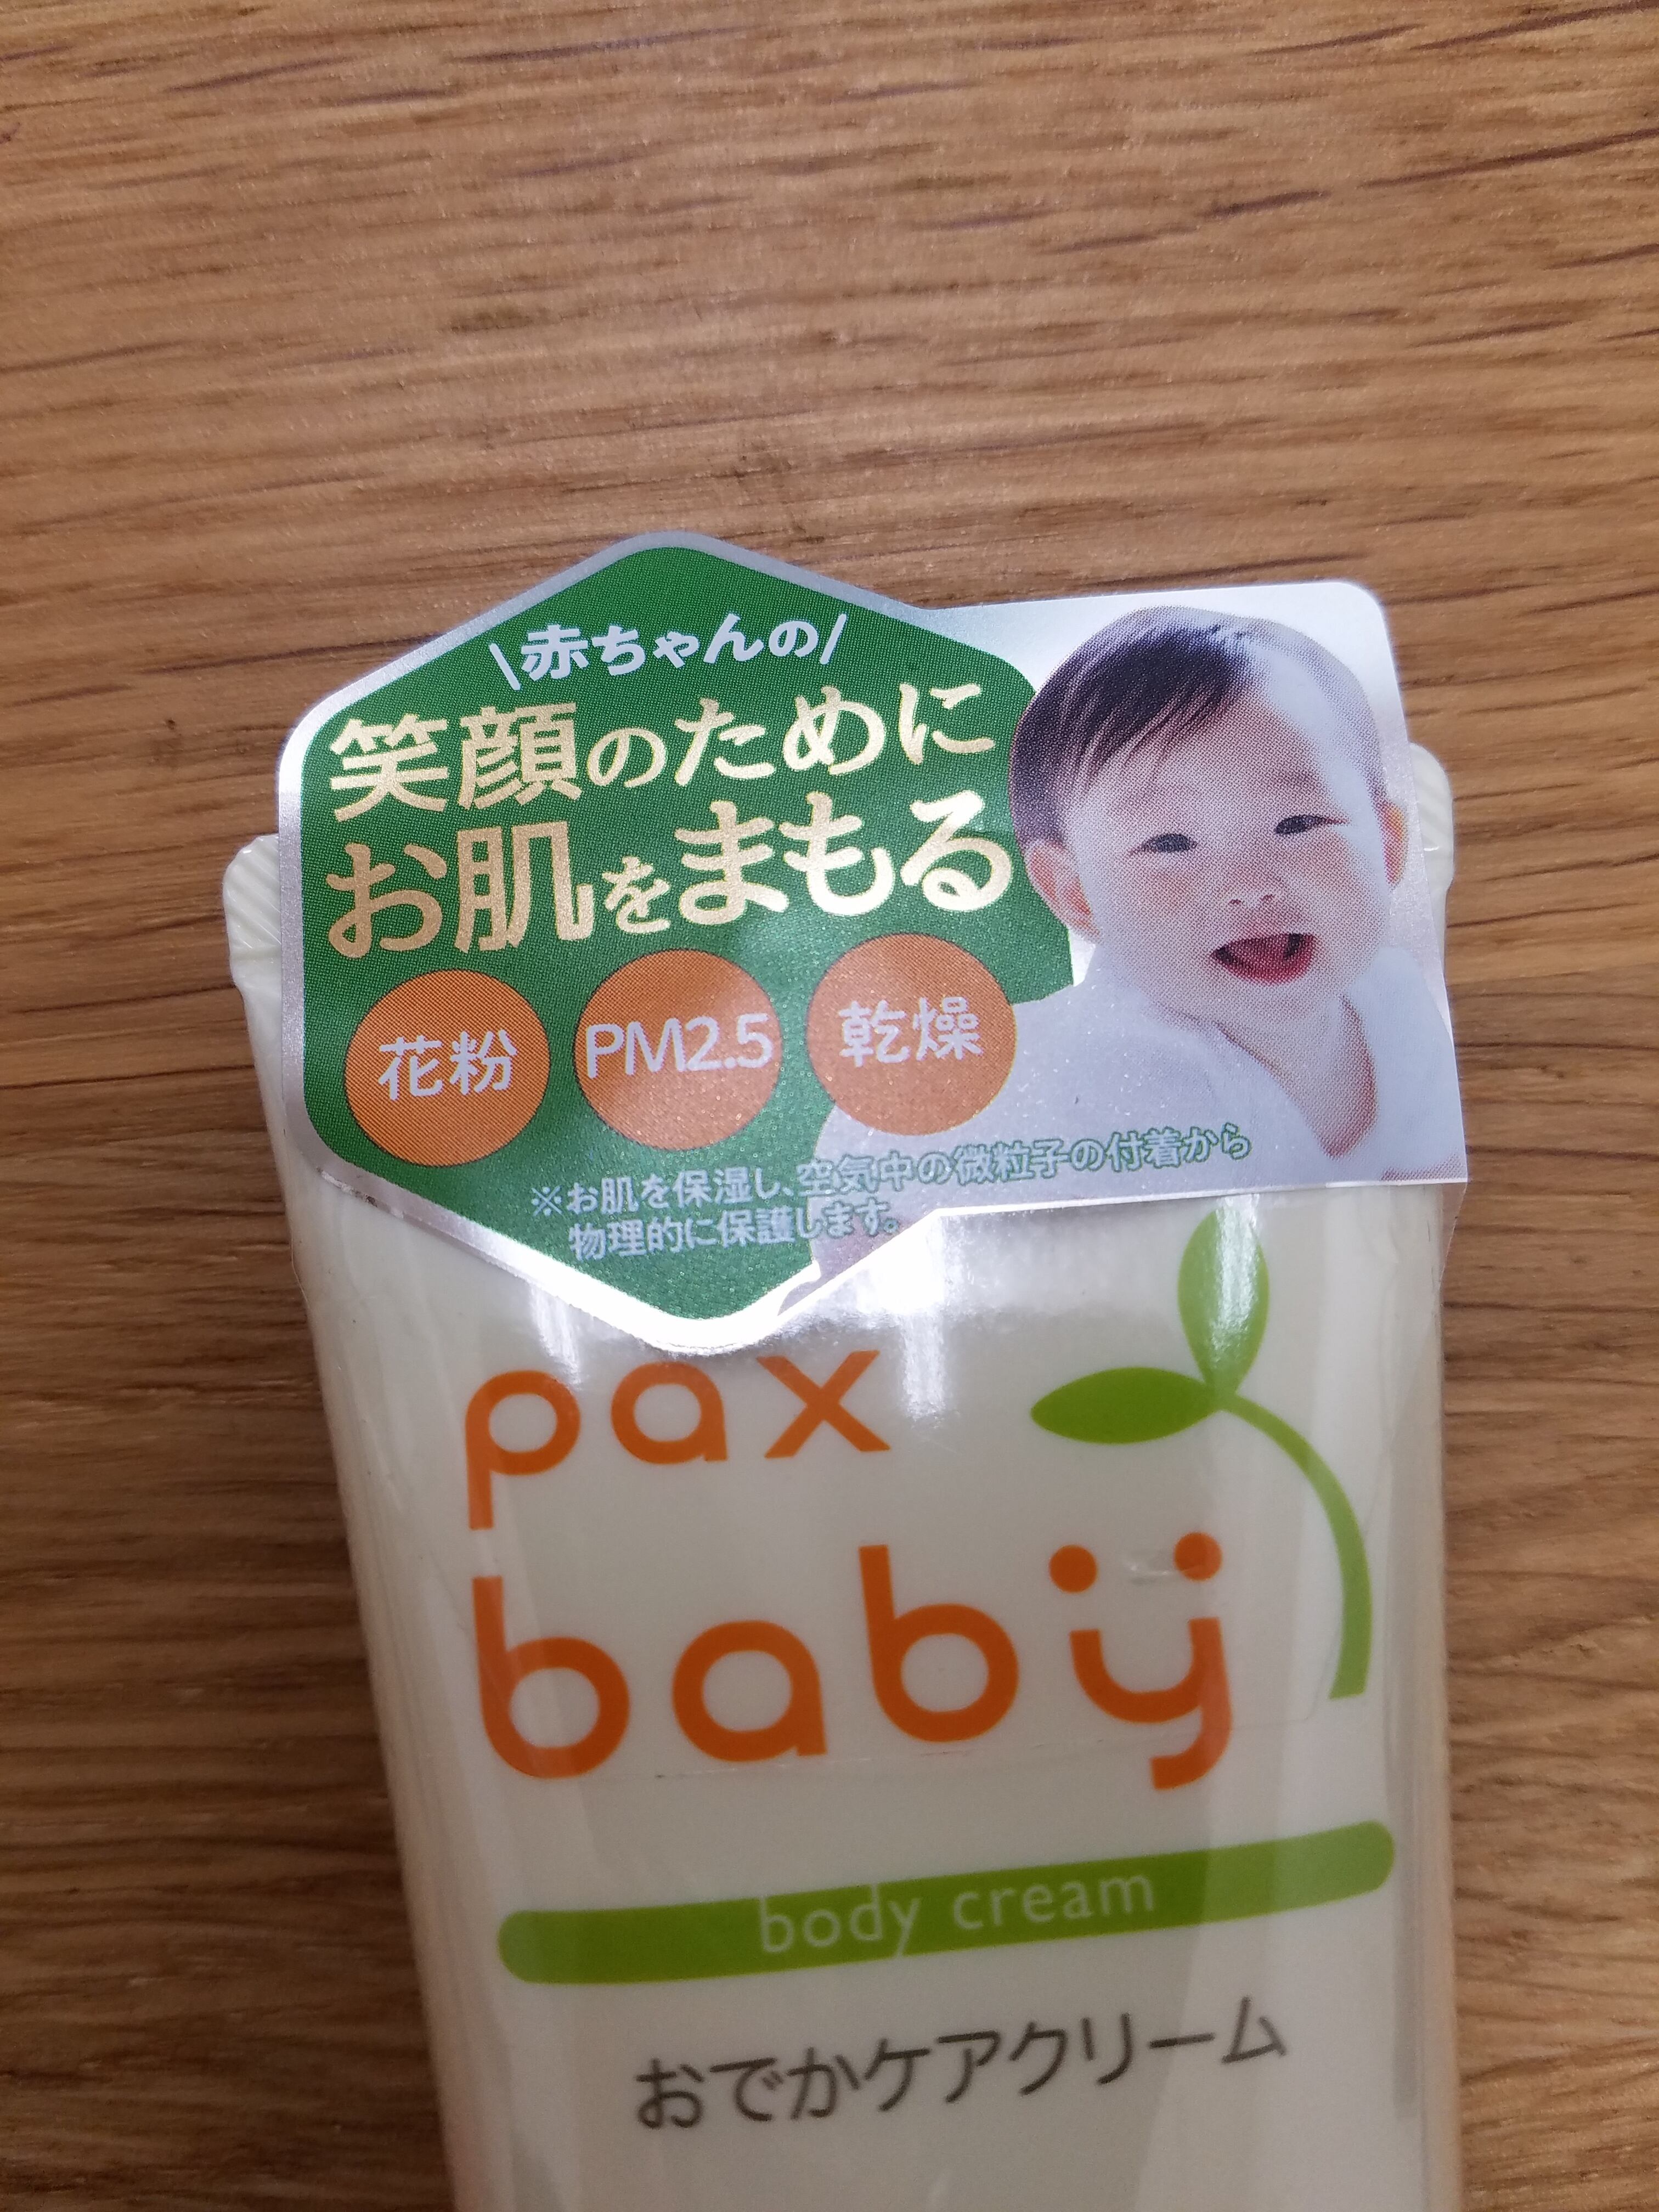 \赤ちゃんの/
笑顔のために
お肌をまもる
花粉 PM2.5 乾燥
※お肌を保湿し、空気中の微粒子の付着から
物理的に保護します。
pax
baby
body cream
おでかケアクリーム